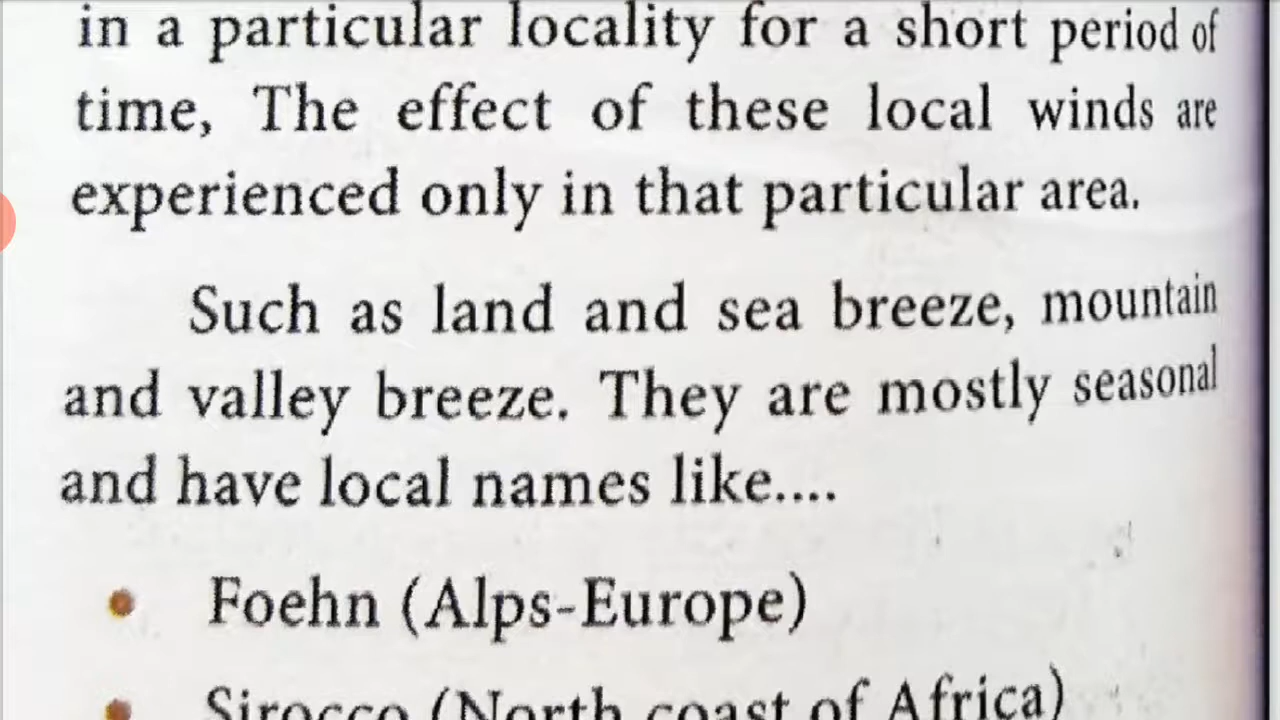 in a particular locality for a short period of
time, The effect of these local winds are
experienced only in that particular area.
Such as land and sea breeze, mountain
and valley breeze. They are mostly seasonal
and have local names like....
• Foehn (Alps-Europe)
• Sirocco (North coast of Africa)